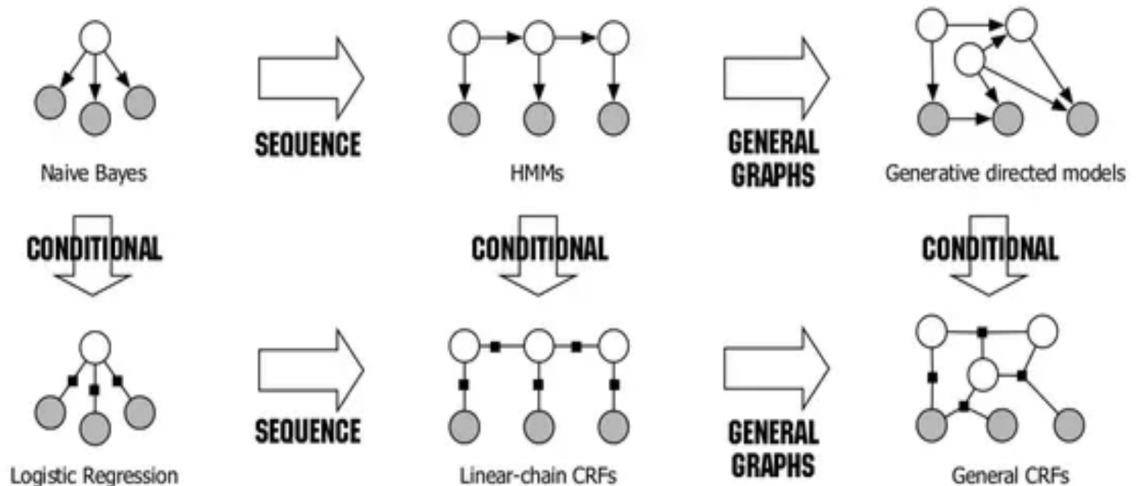 SEQUENCE
GENERAL
GRAPHS
Naive Bayes
HMMs
Generative directed models
CONDITIONAL
CONDITIONAL
CONDITIONAL
SEQUENCE
GENERAL
GRAPHS
Logistic Regression
Linear-chain CRFs
General CRFs